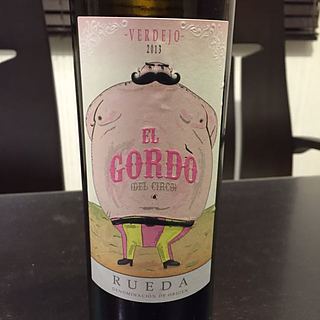 -VERDEJO-
2013
EL
GORDO
(DEL CIRCO)
RUEDA
DENOMINACIÓN DE ORIGEN